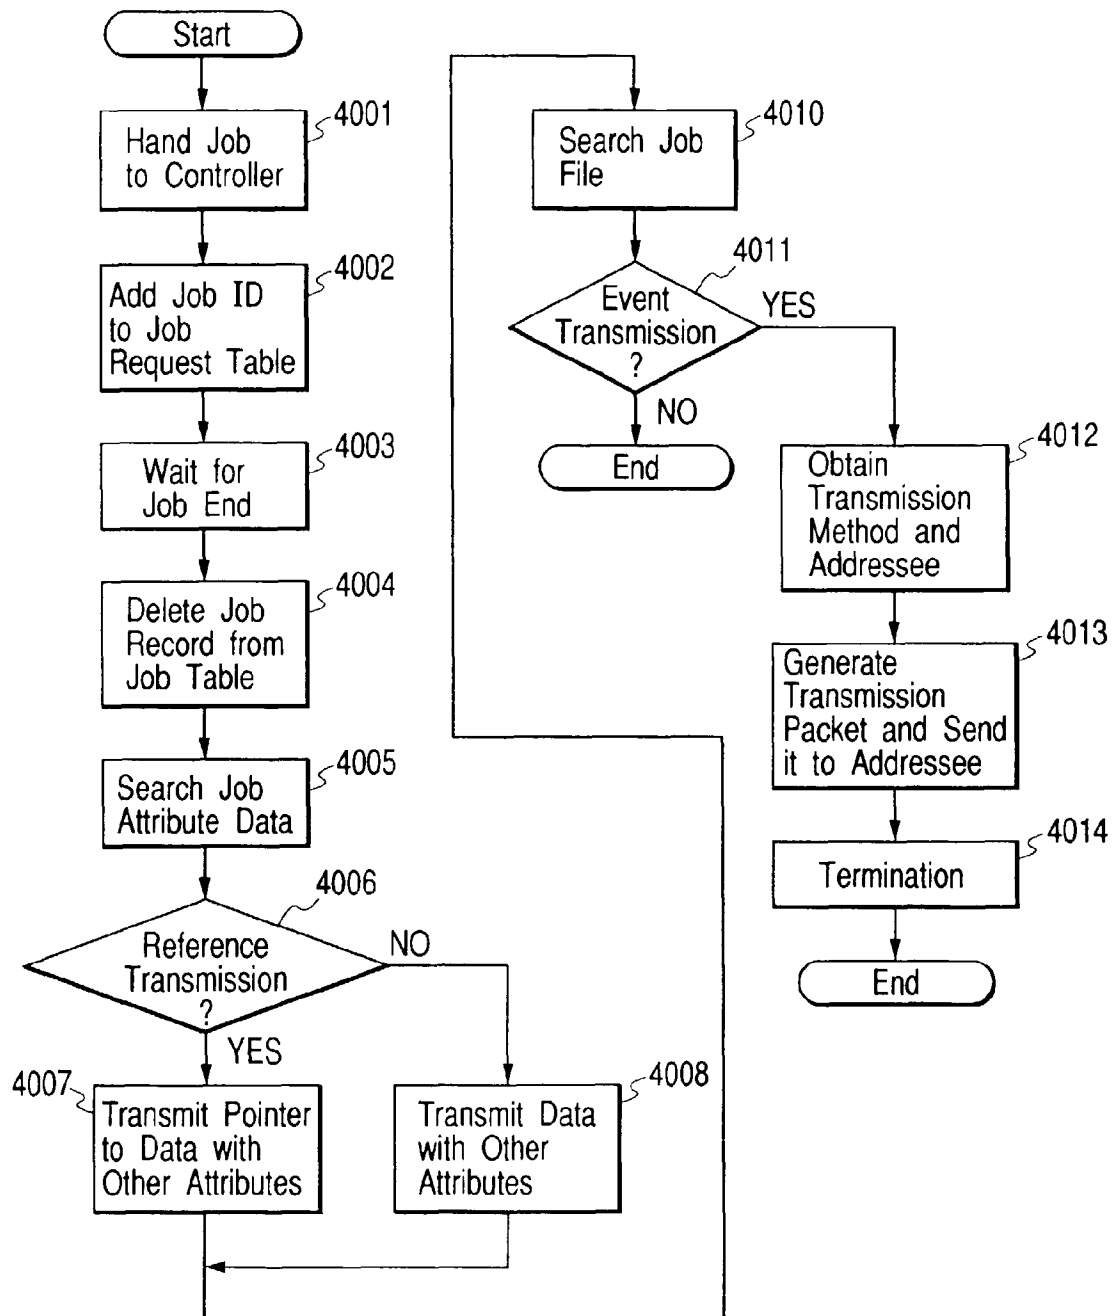 Start
4001
Hand Job
to Controller
4002
Add Job ID
to Job
Request Table
4003
Wait for
Job End
4004
Delete Job
Record from
Job Table
4005
Search Job
Attribute Data
4006
Reference
Transmission
?
NO
YES
4007
Transmit Pointer
to Data with
Other Attributes
4008
Transmit Data
with Other
Attributes
4010
Search Job
File
4011
Event
Transmission
?
YES
NO
End
4012
Obtain
Transmission
Method and
Addressee
4013
Generate
Transmission
Packet and Send
it to Addressee
4014
Termination
End